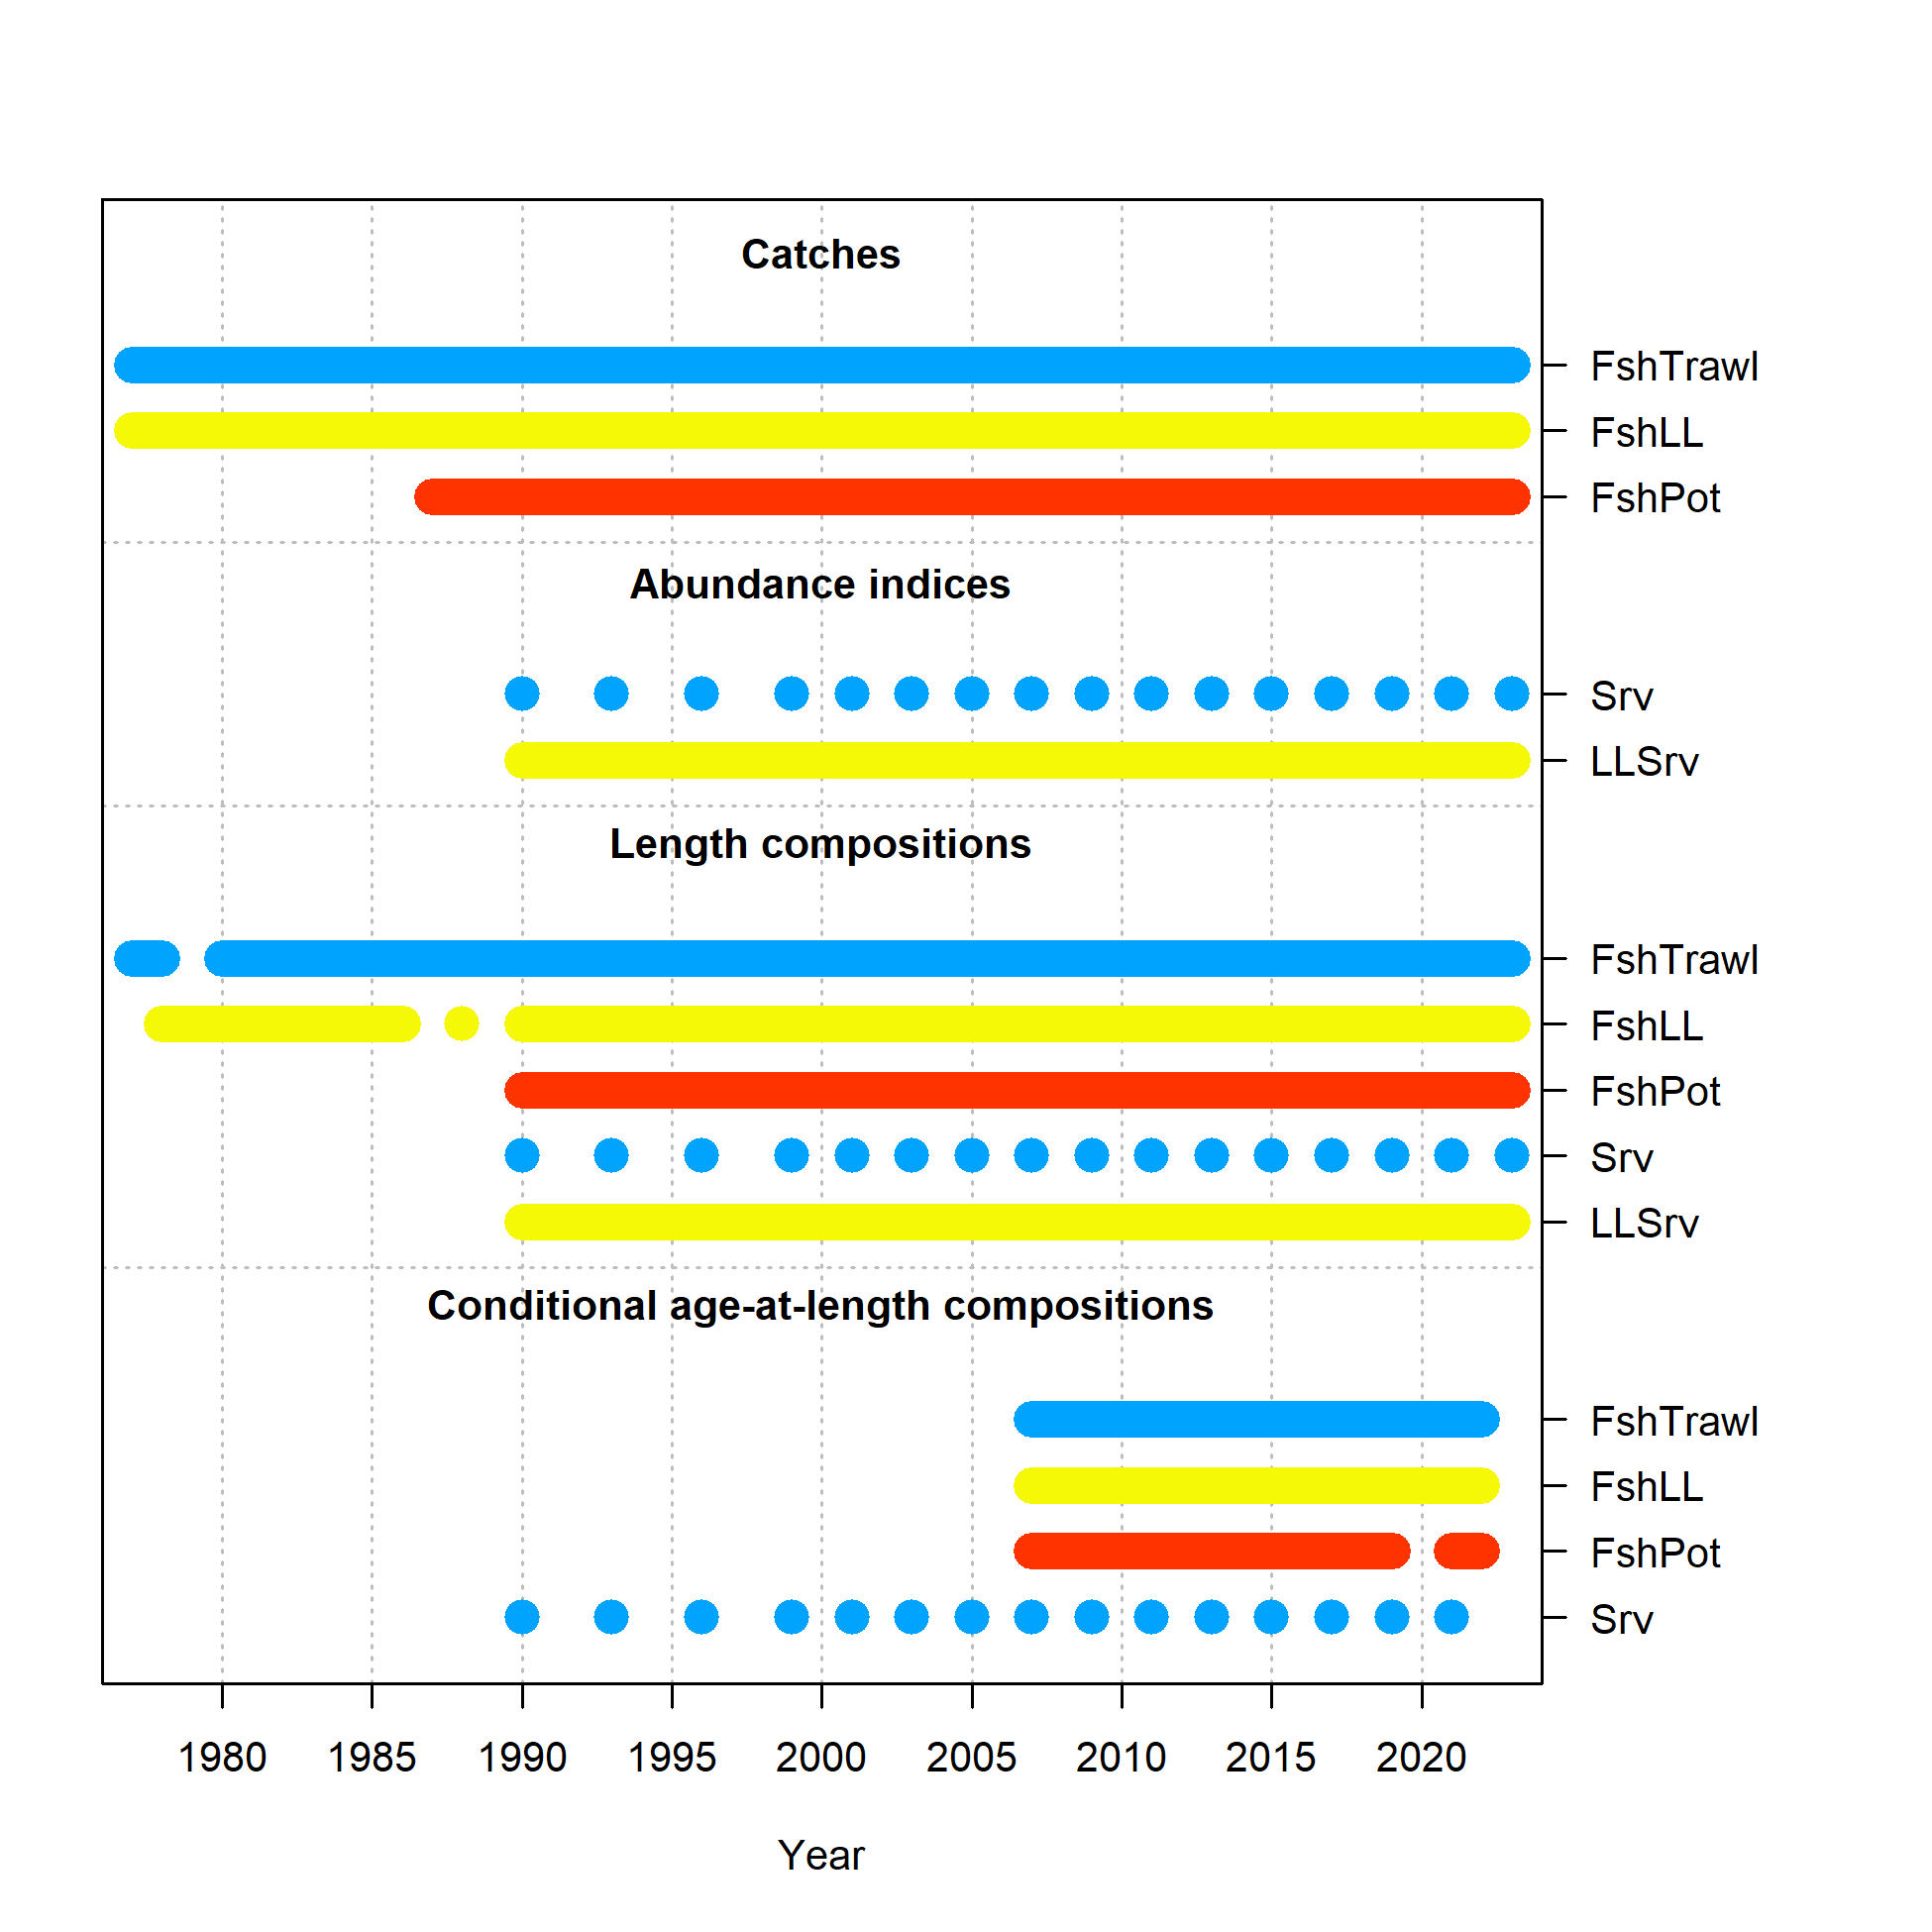 Catches
FshTrawl
FshLL
FshPot
Abundance indices
Srv
LLSrv
Length compositions
FshTrawl
FshLL
FshPot
Srv
LLSrv
Conditional age-at-length compositions
FshTrawl
FshLL
FshPot
Srv
1980 1985 1990 1995 2000 2005 2010 2015 2020
Year